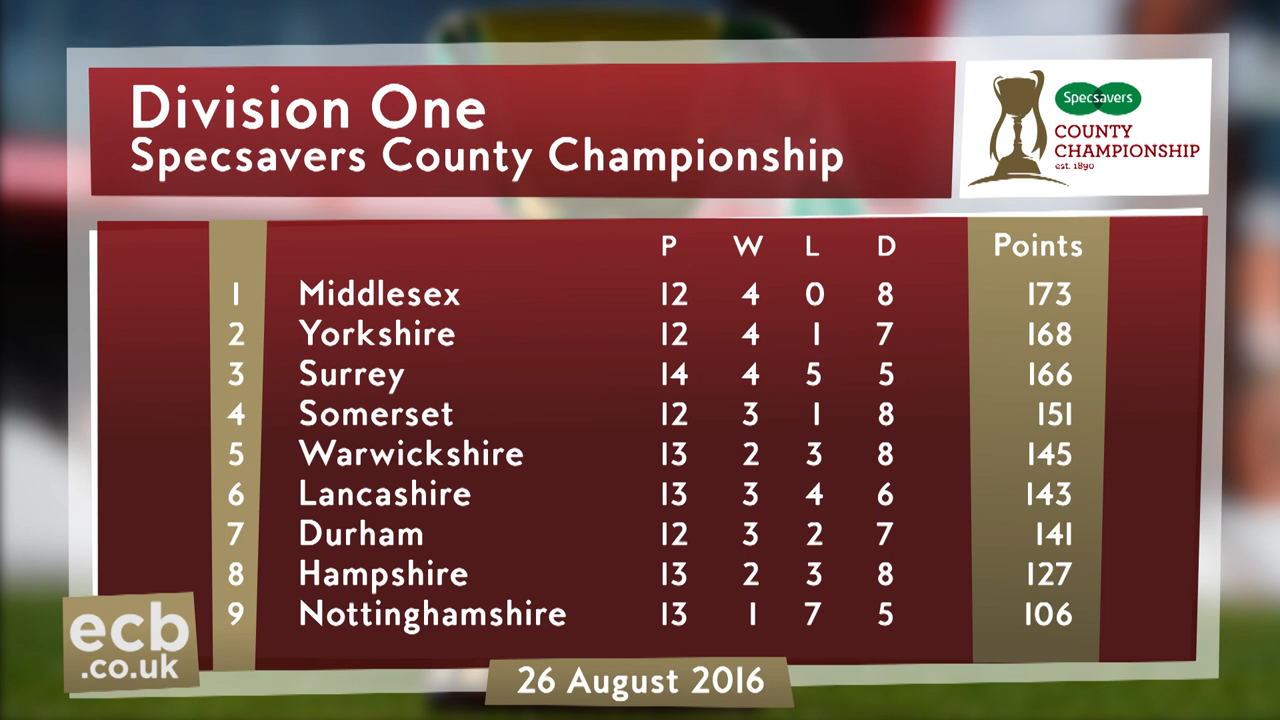 Division One
Specsavers County Championship
Specsavers
COUNTY
CHAMPIONSHIP
est. 1890
P W L D Points
1 Middlesex 12 4 0 8 173
2 Yorkshire 12 4 1 7 168
3 Surrey 14 4 5 5 166
4 Somerset 12 3 1 8 151
5 Warwickshire 13 2 3 8 145
6 Lancashire 13 3 4 6 143
7 Durham 12 3 2 7 141
8 Hampshire 13 2 3 8 127
9 Nottinghamshire 13 1 7 5 106
ecb
.co.uk
26 August 2016